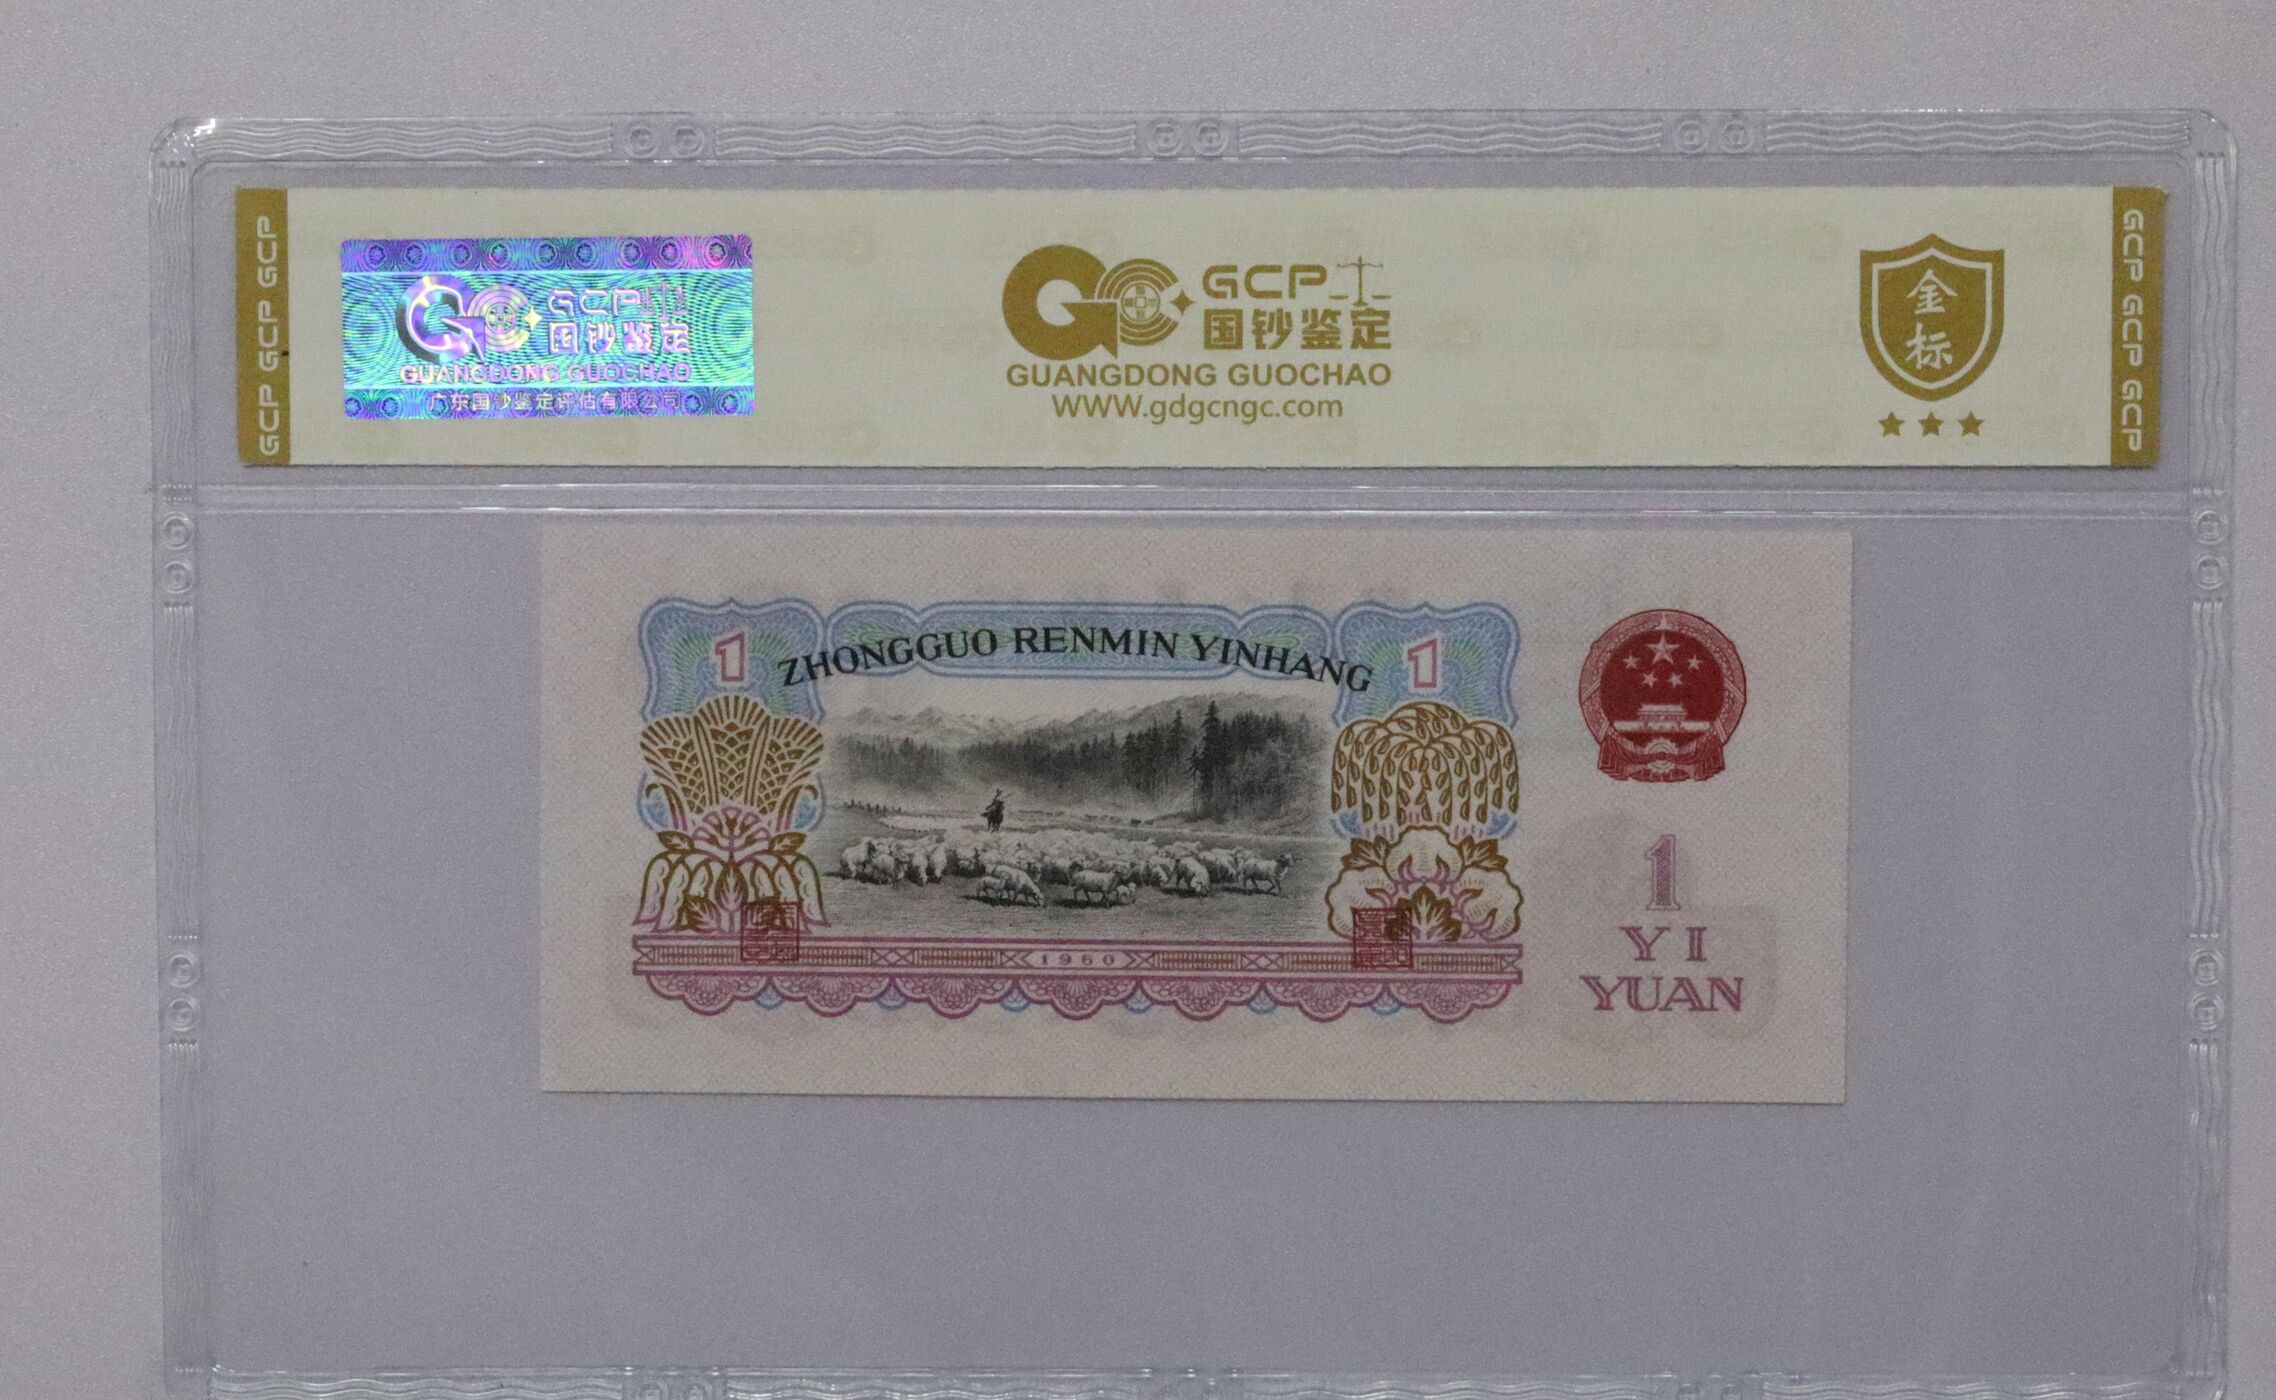 GCP GCP GCP
GCP
国钞鉴定
GUANGDONG GUOCHAO
广东国钞鉴定评估有限公司
GCP
国钞鉴定
GUANGDONG GUOCHAO
WWW.gdgcngc.com
金
标
GCP GCP GCP
1
ZHONGGUO RENMIN YINHANG
1
1960
1
YI
YUAN